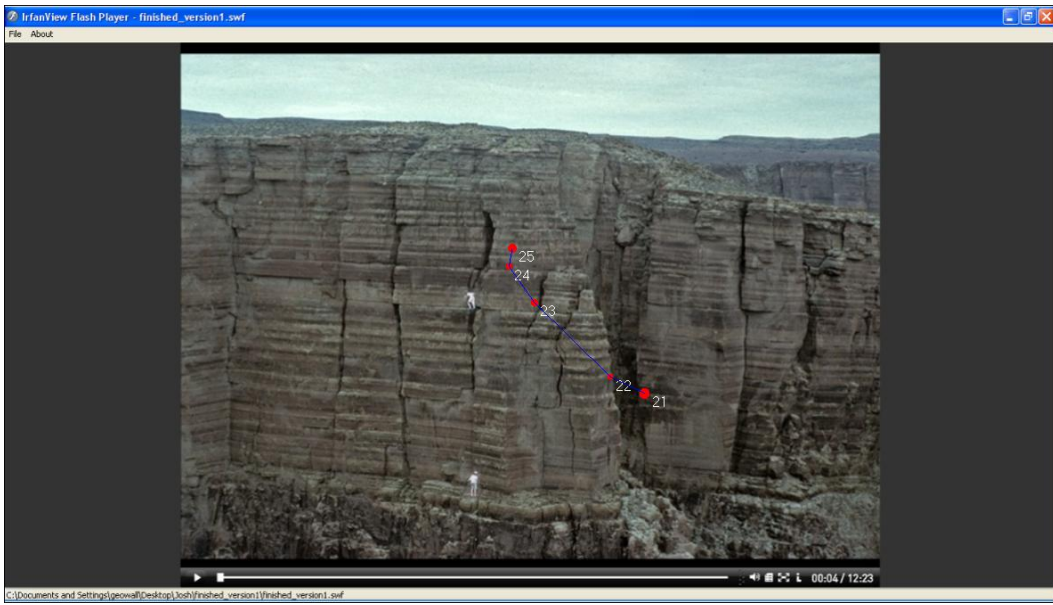 IrfanView Flash Player - finished_version1.swf
File About
25
24
23
22
21
00:04 / 12:23
C:\Documents and Settings\geowall\Desktop\Josh\finished_version1\finished_version1.swf